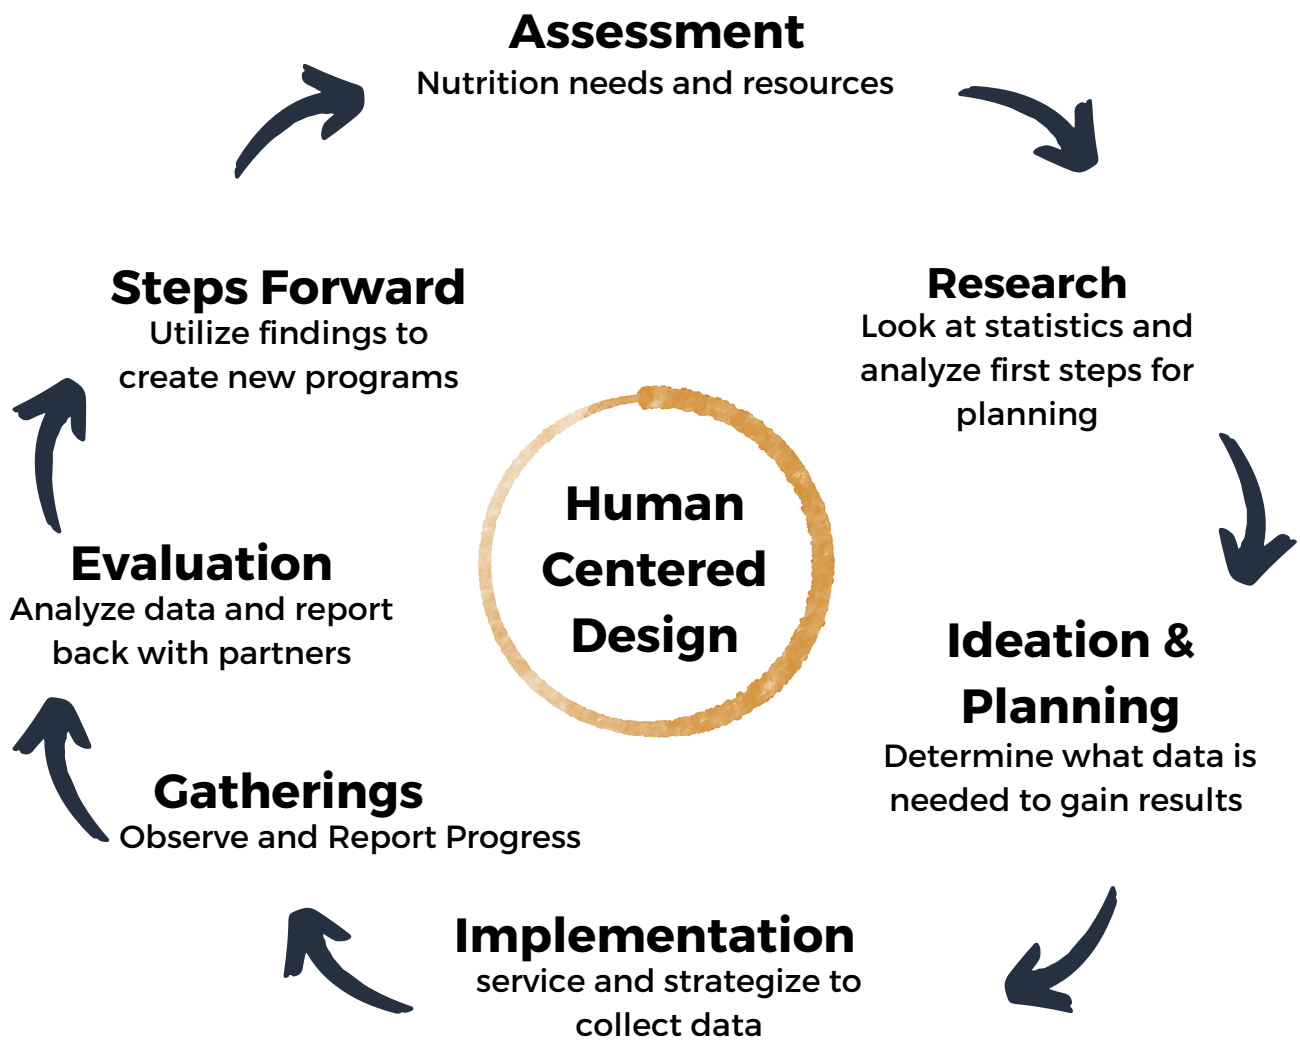 Assessment
Nutrition needs and resources
Research
Look at statistics and
analyze first steps for
planning
Ideation &
Planning
Determine what data is
needed to gain results
Implementation
service and strategize to
collect data
Gatherings
Observe and Report Progress
Evaluation
Analyze data and report
back with partners
Steps Forward
Utilize findings to
create new programs
Human
Centered
Design